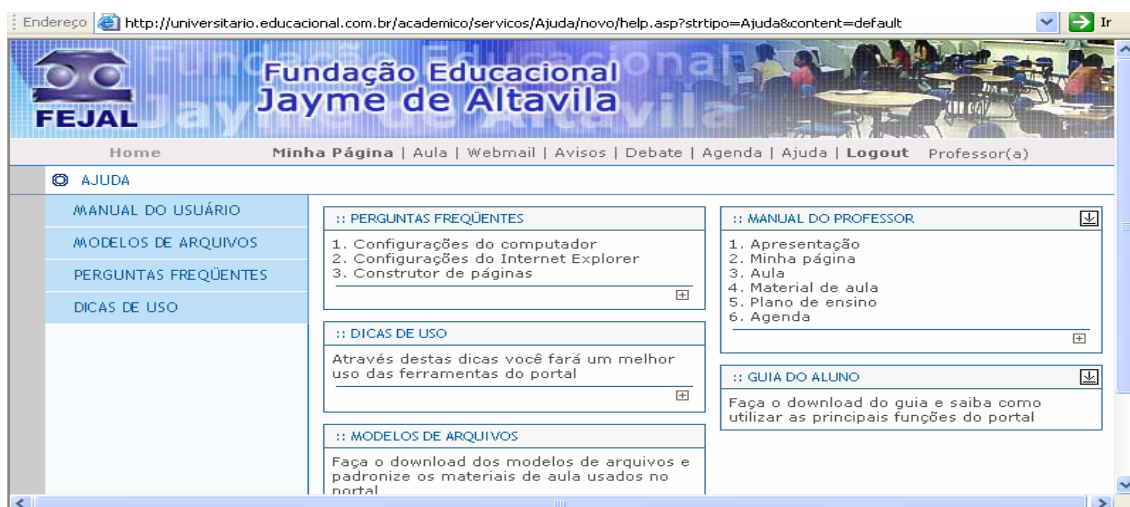 Endereço http://universitario.educacional.com.br/academico/servicos/Ajuda/novo/help.asp?strtipo=Ajuda&content=default Ir
Fundação Educacional
Jayme de Altavila
FEJAL
Home Minha Página | Aula | Webmail | Avisos | Debate | Agenda | Ajuda | Logout Professor(a)
AJUDA
MANUAL DO USUÁRIO
MODELOS DE ARQUIVOS
PERGUNTAS FREQÜENTES
DICAS DE USO
:: PERGUNTAS FREQÜENTES
1. Configurações do computador
2. Configurações do Internet Explorer
3. Construtor de páginas
:: DICAS DE USO
Através destas dicas você fará um melhor
uso das ferramentas do portal
:: MODELOS DE ARQUIVOS
Faça o download dos modelos de arquivos e
padronize os materiais de aula usados no
portal
:: MANUAL DO PROFESSOR
1. Apresentação
2. Minha página
3. Aula
4. Material de aula
5. Plano de ensino
6. Agenda
:: GUIA DO ALUNO
Faça o download do guia e saiba como
utilizar as principais funções do portal